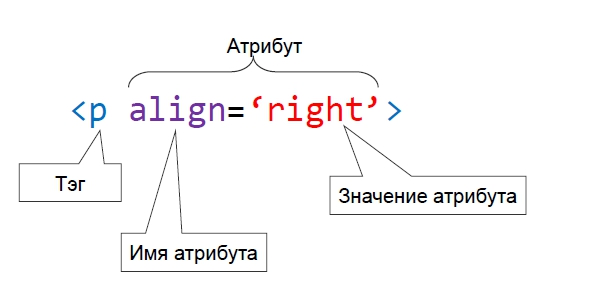 Атрибут
<p align=‘right’>
Тэг
Значение атрибута
Имя атрибута